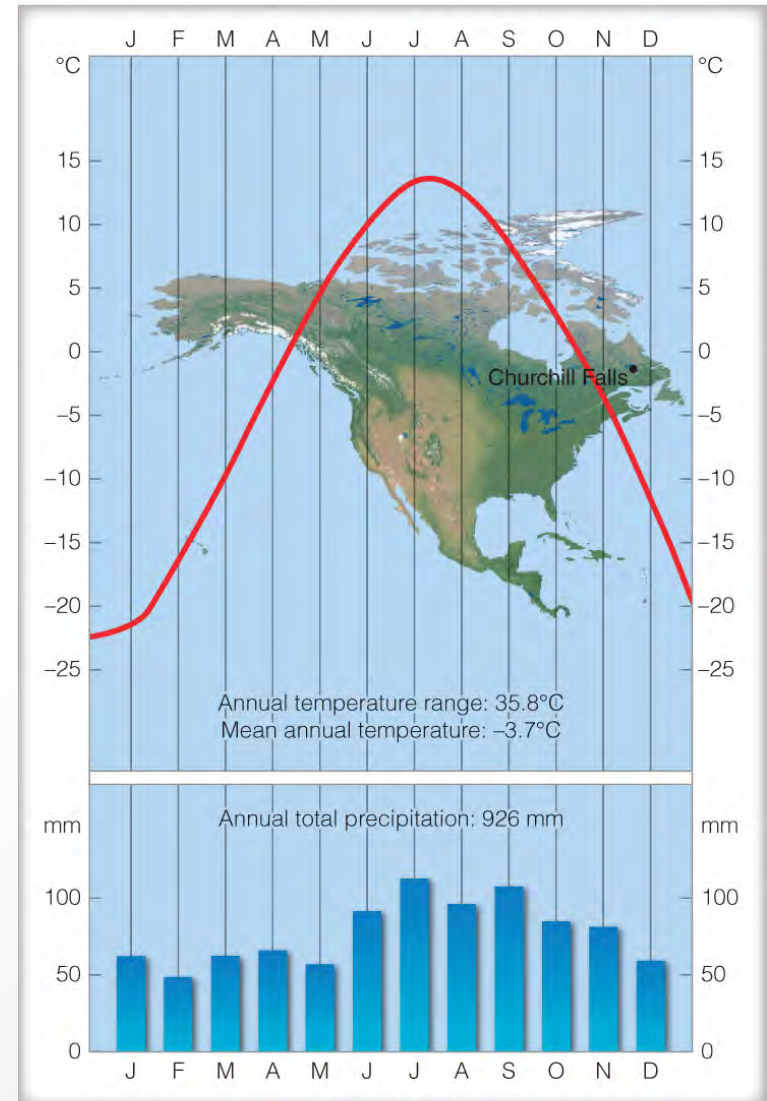 J F M A M J J A S O N D
°C °C
15 15
10 10
5 5
0 0
Churchill Falls
–5 –5
–10 –10
–15 –15
–20 –20
–25 –25
Annual temperature range: 35.8°C
Mean annual temperature: –3.7°C
Annual total precipitation: 926 mm
mm mm
100 100
50 50
0 0
J F M A M J J A S O N D